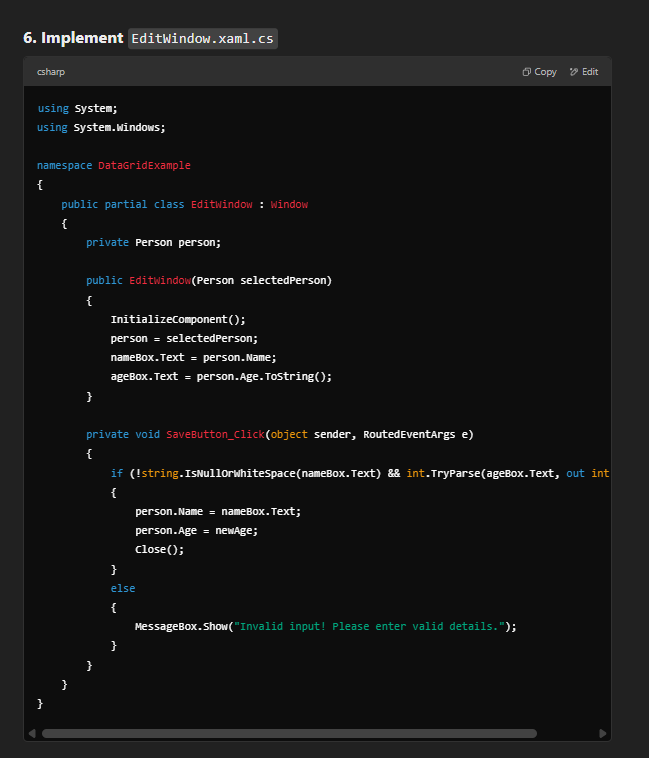 6. Implement EditWindow.xaml.cs
csharp
Copy Edit
using System;
using System.Windows;
namespace DataGridExample
{
public partial class EditWindow : Window
{
private Person person;
public EditWindow(Person selectedPerson)
{
InitializeComponent();
person = selectedPerson;
nameBox.Text = person.Name;
ageBox.Text = person.Age.ToString();
}
private void SaveButton_Click(object sender, RoutedEventArgs e)
{
if (!string.IsNullOrWhiteSpace(nameBox.Text) && int.TryParse(ageBox.Text, out int
{
person.Name = nameBox.Text;
person.Age = newAge;
Close();
}
else
{
MessageBox.Show("Invalid input! Please enter valid details.");
}
}
}
}